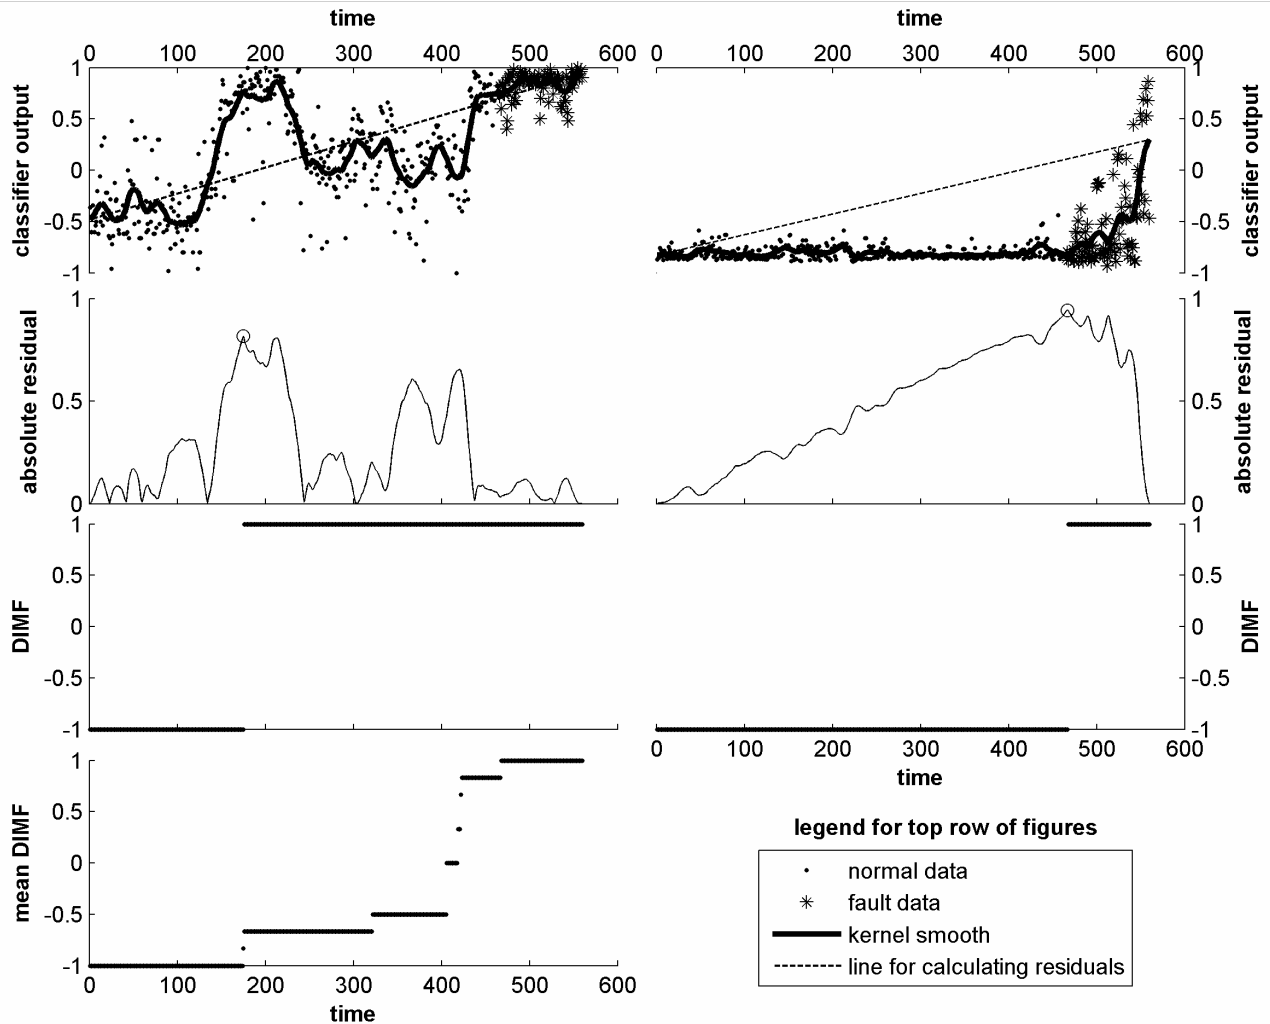 time
time
0 100 200 300 400 500 600
0 100 200 300 400 500 600
classifier output
1
0.5
0
-0.5
-1
1
0.5
0
-0.5
-1
classifier output
absolute residual
1
0.5
0
1
0.5
0
absolute residual
DIMF
1
0.5
0
-0.5
-1
1
0.5
0
-0.5
-1
DIMF
0 100 200 300 400 500 600
time
mean DIMF
1
0.5
0
-0.5
-1
0 100 200 300 400 500 600
time
legend for top row of figures
normal data
fault data
kernel smooth
line for calculating residuals